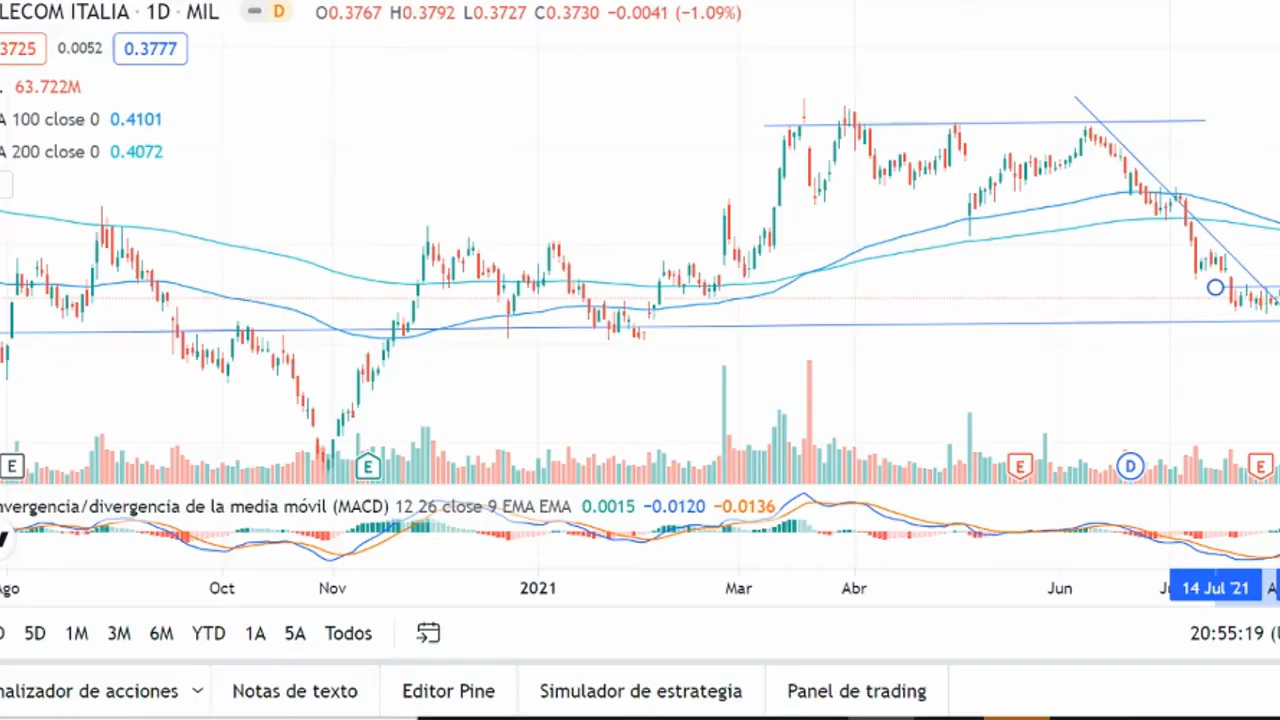 LECOM ITALIA · 1D · MIL D O0.3767 H0.3792 L0.3727 C0.3730 −0.0041 (−1.09%)
3725 0.0052 0.3777
. 63.722M
A 100 close 0 0.4101
A 200 close 0 0.4072
E E E D E
nvergencia/divergencia de la media móvil (MACD) 12 26 close 9 EMA EMA 0.0015 −0.0120 −0.0136
Ago Oct Nov 2021 Mar Abr Jun 14 Jul '21 A
D 5D 1M 3M 6M YTD 1A 5A Todos 20:55:19 (U
nalizador de acciones Notas de texto Editor Pine Simulador de estrategia Panel de trading